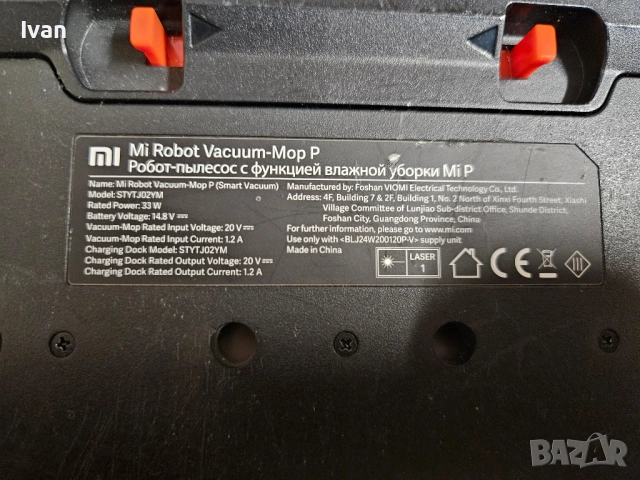 Ivan
mi Mi Robot Vacuum-Mop P
Робот-пылесос с функцией влажной уборки Mi P
Name: Mi Robot Vacuum-Mop P (Smart Vacuum)
Model: STYTJ02YM
Rated Power: 33 W
Battery Voltage: 14.8 V
Vacuum-Mop Rated Input Voltage: 20 V
Vacuum-Mop Rated Input Current: 1.2 A
Charging Dock Model: STYTJ02YM
Charging Dock Rated Output Voltage: 20 V
Charging Dock Rated Output Current: 1.2 A
Manufactured by: Foshan VIOMI Electrical Technology Co., Ltd.
Address: 4F, Building 7 & 2F, Building 1, No. 2 North of Xinxi Fourth Street, Xiashi
Village Committee of Lunjiao Sub-district Office, Shunde District,
Foshan City, Guangdong Province, China
For further information, please go to www.mi.com
Use only with <BLJ24W200120P-V> supply unit
Made in China
LASER
1
CE
BAZAR